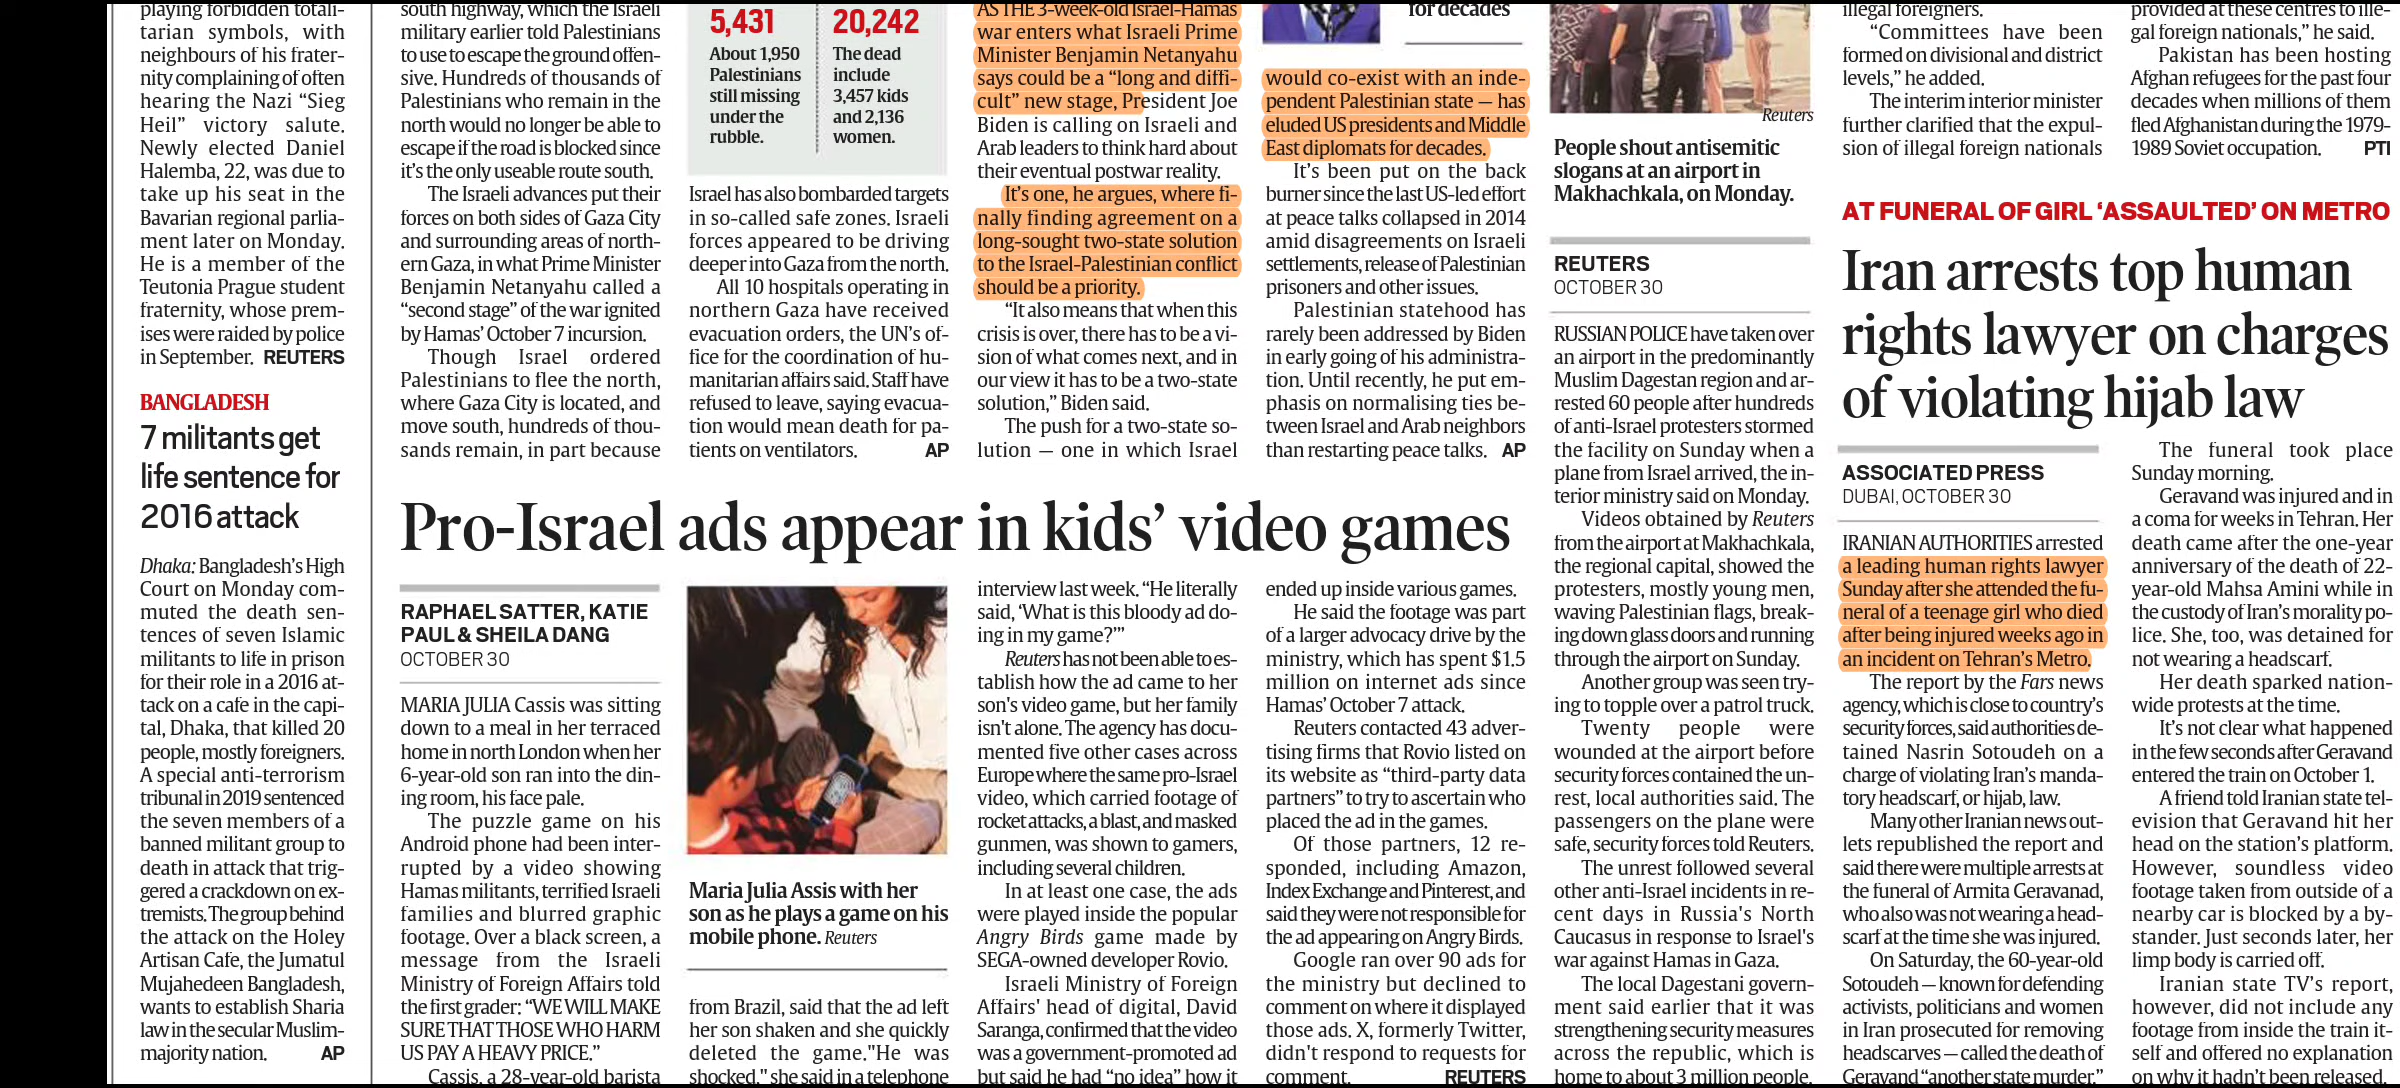 playing forbidden totali-
tarian symbols, with
neighbours of his frater-
nity complaining of often
hearing the Nazi “Sieg
Heil” victory salute.
Newly elected Daniel
Halemba, 22, was due to
take up his seat in the
Bavarian regional parlia-
ment later on Monday.
He is a member of the
Teutonia Prague student
fraternity, whose prem-
ises were raided by police
in September. REUTERS
BANGLADESH
7 militants get
life sentence for
2016 attack
Dhaka: Bangladesh’s High
Court on Monday com-
muted the death sen-
tences of seven Islamic
militants to life in prison
for their role in a 2016 at-
tack on a cafe in the capi-
tal, Dhaka, that killed 20
people, mostly foreigners.
A special anti-terrorism
tribunal in 2019 sentenced
the seven members of a
banned militant group to
death in attack that trig-
gered a crackdown on ex-
tremists. The group behind
the attack on the Holey
Artisan Cafe, the Jumatul
Mujahedeen Bangladesh,
wants to establish Sharia
law in the secular Muslim-
majority nation. AP
south highway, which the Israeli
military earlier told Palestinians
to use to escape the ground offen-
sive. Hundreds of thousands of
Palestinians who remain in the
north would no longer be able to
escape if the road is blocked since
it’s the only useable route south.
The Israeli advances put their
forces on both sides of Gaza City
and surrounding areas of north-
ern Gaza, in what Prime Minister
Benjamin Netanyahu called a
“second stage” of the war ignited
by Hamas’ October 7 incursion.
Though Israel ordered
Palestinians to flee the north,
where Gaza City is located, and
move south, hundreds of thou-
sands remain, in part because
5,431
About 1,950
Palestinians
still missing
under the
rubble.
20,242
The dead
include
3,457 kids
and 2,136
women.
Israel has also bombarded targets
in so-called safe zones. Israeli
forces appeared to be driving
deeper into Gaza from the north.
All 10 hospitals operating in
northern Gaza have received
evacuation orders, the UN’s of-
fice for the coordination of hu-
manitarian affairs said. Staff have
refused to leave, saying evacua-
tion would mean death for pa-
tients on ventilators. AP
AS THE 3-week-old Israel-Hamas
war enters what Israeli Prime
Minister Benjamin Netanyahu
says could be a “long and diffi-
cult” new stage, President Joe
Biden is calling on Israeli and
Arab leaders to think hard about
their eventual postwar reality.
It’s one, he argues, where fi-
nally finding agreement on a
long-sought two-state solution
to the Israel-Palestinian conflict
should be a priority.
“It also means that when this
crisis is over, there has to be a vi-
sion of what comes next, and in
our view it has to be a two-state
solution,” Biden said.
The push for a two-state so-
lution — one in which Israel
for decades
would co-exist with an inde-
pendent Palestinian state — has
eluded US presidents and Middle
East diplomats for decades.
It’s been put on the back
burner since the last US-led effort
at peace talks collapsed in 2014
amid disagreements on Israeli
settlements, release of Palestinian
prisoners and other issues.
Palestinian statehood has
rarely been addressed by Biden
in early going of his administra-
tion. Until recently, he put em-
phasis on normalising ties be-
tween Israel and Arab neighbors
than restarting peace talks. AP
Pro-Israel ads appear in kids’ video games
RAPHAEL SATTER, KATIE
PAUL & SHEILA DANG
OCTOBER 30
MARIA JULIA Cassis was sitting
down to a meal in her terraced
home in north London when her
6-year-old son ran into the din-
ing room, his face pale.
The puzzle game on his
Android phone had been inter-
rupted by a video showing
Hamas militants, terrified Israeli
families and blurred graphic
footage. Over a black screen, a
message from the Israeli
Ministry of Foreign Affairs told
the first grader: “WE WILL MAKE
SURE THAT THOSE WHO HARM
US PAY A HEAVY PRICE.”
Cassis, a 28-year-old barista
Maria Julia Assis with her
son as he plays a game on his
mobile phone. Reuters
from Brazil, said that the ad left
her son shaken and she quickly
deleted the game."He was
shocked," she said in a telephone
interview last week. “He literally
said, ‘What is this bloody ad do-
ing in my game?’”
Reuters has not been able to es-
tablish how the ad came to her
son's video game, but her family
isn't alone. The agency has docu-
mented five other cases across
Europe where the same pro-Israel
video, which carried footage of
rocket attacks, a blast, and masked
gunmen, was shown to gamers,
including several children.
In at least one case, the ads
were played inside the popular
Angry Birds game made by
SEGA-owned developer Rovio.
Israeli Ministry of Foreign
Affairs' head of digital, David
Saranga, confirmed that the video
was a government-promoted ad
but said he had “no idea” how it
ended up inside various games.
He said the footage was part
of a larger advocacy drive by the
ministry, which has spent $1.5
million on internet ads since
Hamas’ October 7 attack.
Reuters contacted 43 adver-
tising firms that Rovio listed on
its website as “third-party data
partners” to try to ascertain who
placed the ad in the games.
Of those partners, 12 re-
sponded, including Amazon,
Index Exchange and Pinterest, and
said they were not responsible for
the ad appearing on Angry Birds.
Google ran over 90 ads for
the ministry but declined to
comment on where it displayed
those ads. X, formerly Twitter,
didn't respond to requests for
comment. REUTERS
Reuters
People shout antisemitic
slogans at an airport in
Makhachkala, on Monday.
REUTERS
OCTOBER 30
RUSSIAN POLICE have taken over
an airport in the predominantly
Muslim Dagestan region and ar-
rested 60 people after hundreds
of anti-Israel protesters stormed
the facility on Sunday when a
plane from Israel arrived, the in-
terior ministry said on Monday.
Videos obtained by Reuters
from the airport at Makhachkala,
the regional capital, showed the
protesters, mostly young men,
waving Palestinian flags, break-
ing down glass doors and running
through the airport on Sunday.
Another group was seen try-
ing to topple over a patrol truck.
Twenty people were
wounded at the airport before
security forces contained the un-
rest, local authorities said. The
passengers on the plane were
safe, security forces told Reuters.
The unrest followed several
other anti-Israel incidents in re-
cent days in Russia's North
Caucasus in response to Israel's
war against Hamas in Gaza.
The local Dagestani govern-
ment said earlier that it was
strengthening security measures
across the republic, which is
home to about 3 million people.
illegal foreigners.
“Committees have been
formed on divisional and district
levels,” he added.
The interim interior minister
further clarified that the expul-
sion of illegal foreign nationals
provided at these centres to ille-
gal foreign nationals,” he said.
Pakistan has been hosting
Afghan refugees for the past four
decades when millions of them
fled Afghanistan during the 1979-
1989 Soviet occupation. PTI
AT FUNERAL OF GIRL ‘ASSAULTED’ ON METRO
Iran arrests top human
rights lawyer on charges
of violating hijab law
ASSOCIATED PRESS
DUBAI, OCTOBER 30
IRANIAN AUTHORITIES arrested
a leading human rights lawyer
Sunday after she attended the fu-
neral of a teenage girl who died
after being injured weeks ago in
an incident on Tehran’s Metro.
The report by the Fars news
agency, which is close to country’s
security forces, said authorities de-
tained Nasrin Sotoudeh on a
charge of violating Iran’s manda-
tory headscarf, or hijab, law.
Many other Iranian news out-
lets republished the report and
said there were multiple arrests at
the funeral of Armita Geravanad,
who also was not wearing a head-
scarf at the time she was injured.
On Saturday, the 60-year-old
Sotoudeh — known for defending
activists, politicians and women
in Iran prosecuted for removing
headscarves — called the death of
Geravand “another state murder.”
The funeral took place
Sunday morning.
Geravand was injured and in
a coma for weeks in Tehran. Her
death came after the one-year
anniversary of the death of 22-
year-old Mahsa Amini while in
the custody of Iran’s morality po-
lice. She, too, was detained for
not wearing a headscarf.
Her death sparked nation-
wide protests at the time.
It’s not clear what happened
in the few seconds after Geravand
entered the train on October 1.
A friend told Iranian state tel-
evision that Geravand hit her
head on the station’s platform.
However, soundless video
footage taken from outside of a
nearby car is blocked by a by-
stander. Just seconds later, her
limp body is carried off.
Iranian state TV’s report,
however, did not include any
footage from inside the train it-
self and offered no explanation
on why it hadn’t been released.